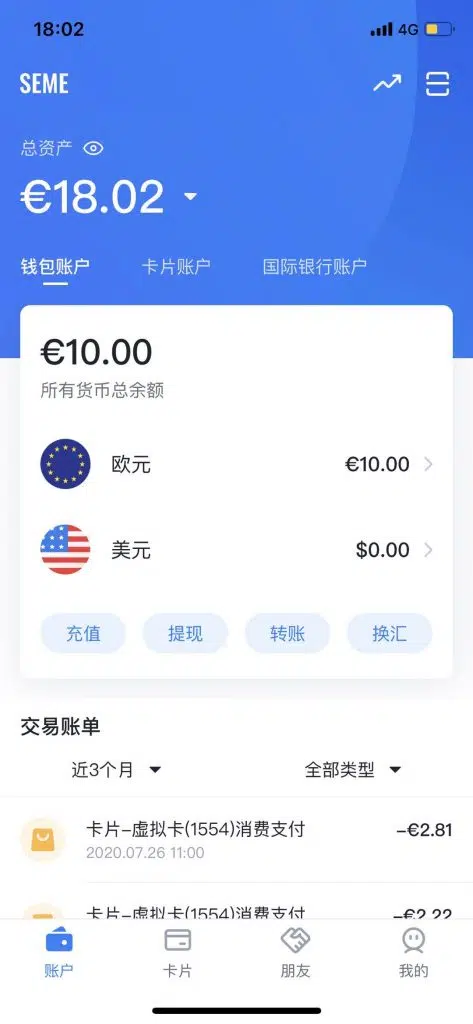 18:02 4G
SEME
总资产
€18.02
钱包账户 卡片账户 国际银行账户
€10.00
所有货币总余额
欧元 €10.00
美元 $0.00
充值 提现 转账 换汇
交易账单
近3个月 全部类型
卡片–虚拟卡(1554)消费支付 –€2.81
2020.07.26 11:00
卡片–虚拟卡(1554)消费支付 –€2.22
账户 卡片 朋友 我的